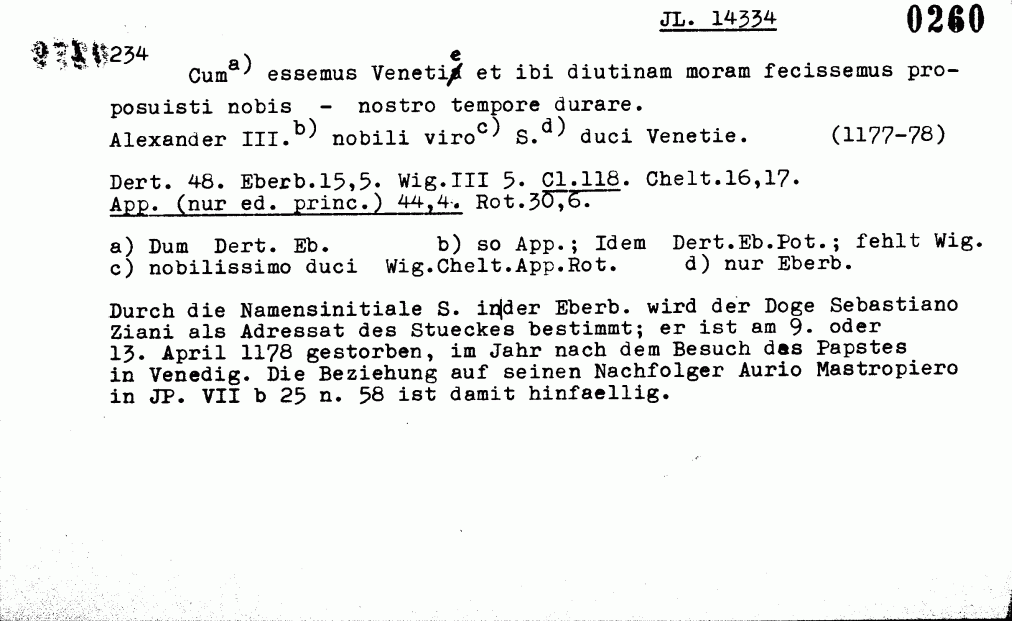 JL. 14334 0260
234
Cum a) essemus Venetie et ibi diutinam moram fecissemus pro-
posuisti nobis - nostro tempore durare.
Alexander III. b) nobili viro c) S. d) duci Venetie. (1177-78)
Dert. 48. Eberb.15,5. Wig.III 5. Cl.118. Chelt.16,17.
App. (nur ed. princ.) 44,4. Rot.30,6.
a) Dum Dert. Eb. b) so App.; Idem Dert.Eb.Pot.; fehlt Wig.
c) nobilissimo duci Wig.Chelt.App.Rot. d) nur Eberb.
Durch die Namensinitiale S. in|der Eberb. wird der Doge Sebastiano
Ziani als Adressat des Stueckes bestimmt; er ist am 9. oder
13. April 1178 gestorben, im Jahr nach dem Besuch des Papstes
in Venedig. Die Beziehung auf seinen Nachfolger Aurio Mastropiero
in JP. VII b 25 n. 58 ist damit hinfaellig.